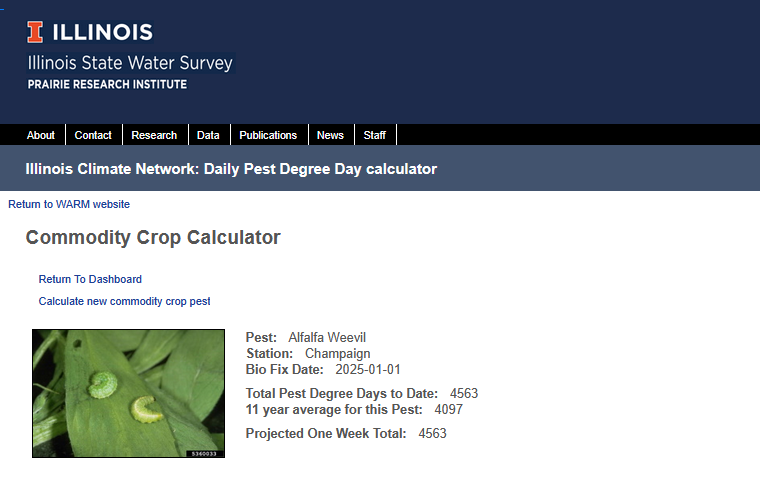 ILLINOIS
Illinois State Water Survey
PRAIRIE RESEARCH INSTITUTE
About Contact Research Data Publications News Staff
Illinois Climate Network: Daily Pest Degree Day calculator
Return to WARM website
Commodity Crop Calculator
Return To Dashboard
Calculate new commodity crop pest
Pest: Alfalfa Weevil
Station: Champaign
Bio Fix Date: 2025-01-01
Total Pest Degree Days to Date: 4563
11 year average for this Pest: 4097
Projected One Week Total: 4563
5360033